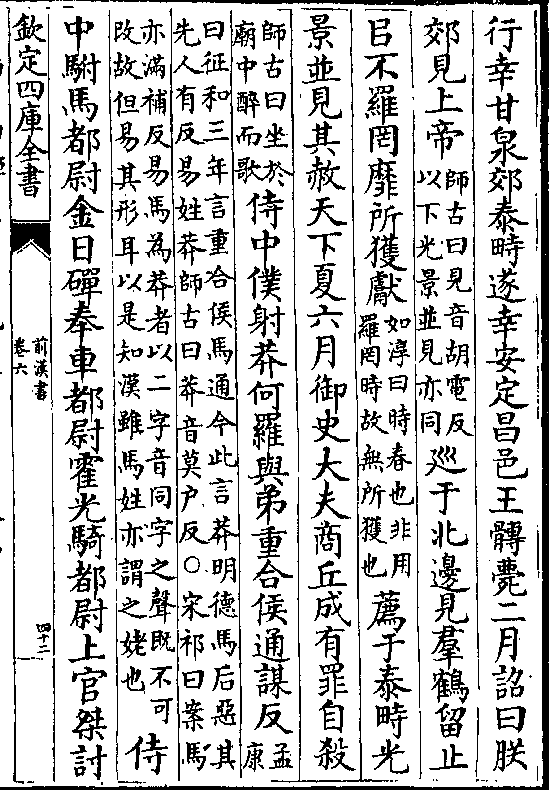 行幸甘泉郊泰畤遂幸安定昌邑王髆薨二月詔曰朕
郊見上帝師古曰見音胡電反以下光景並見亦同巡于北邊見羣鶴留止
㠯不羅罔靡所獲獻如淳曰時春也非用羅罔時故無所獲也薦于泰畤光
景並見其赦天下夏六月御史大夫商丘成有罪自殺
師古曰坐於廟中醉而歌侍中僕射莽何羅與弟重合侯通謀反孟康
曰征和三年言重合侯馬通今此言莽明德馬后惡其
先人有反易姓莽師古曰莽音莫户反○宋祁曰案馬
亦滿補反易馬為莽者以二字音同字之聲既不可
改故但易其形耳以是知漢雖馬姓亦謂之姥也侍
中駙馬都尉金日磾奉車都尉霍光騎都尉上官桀討
欽定四庫全書
前漢書
卷六
四十二